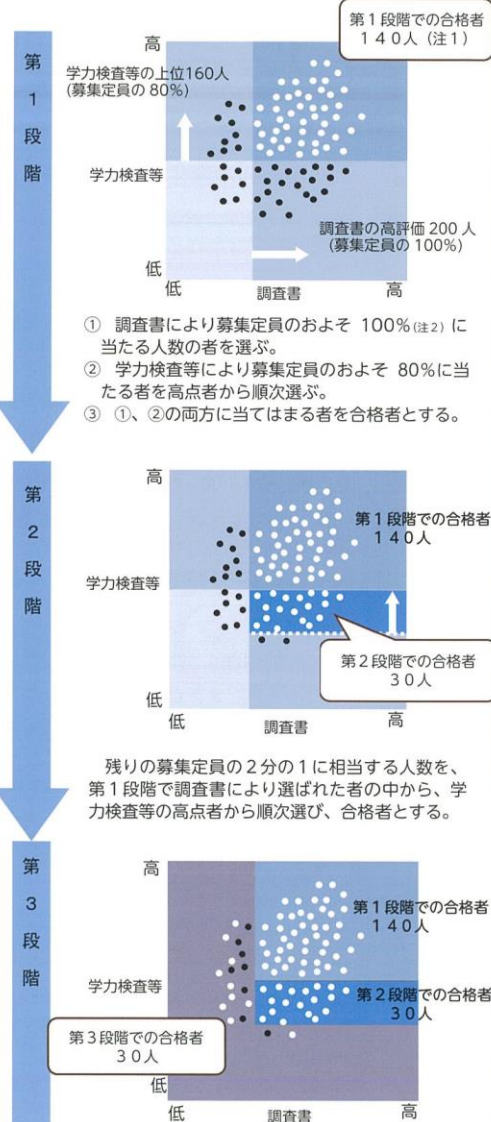 第1段階
第1段階での合格者
140人（注1）
高
学力検査等の上位160人
(募集定員の 80%)
学力検査等
調査書の高評価 200 人
(募集定員の 100%)
低
低
調査書
高
① 調査書により募集定員のおよそ 100%(注2) に
当たる人数の者を選ぶ。
② 学力検査等により募集定員のおよそ 80%に当
たる者を高点者から順次選ぶ。
③ ①、②の両方に当てはまる者を合格者とする。
第2段階
高
第1段階での合格者
140人
学力検査等
第2段階での合格者
30人
低
低
調査書
高
残りの募集定員の2分の1に相当する人数を、
第1段階で調査書により選ばれた者の中から、学
力検査等の高点者から順次選び、合格者とする。
第3段階
高
第1段階での合格者
140人
学力検査等
第2段階での合格者
30人
第3段階での合格者
30人
低
低
調査書
高